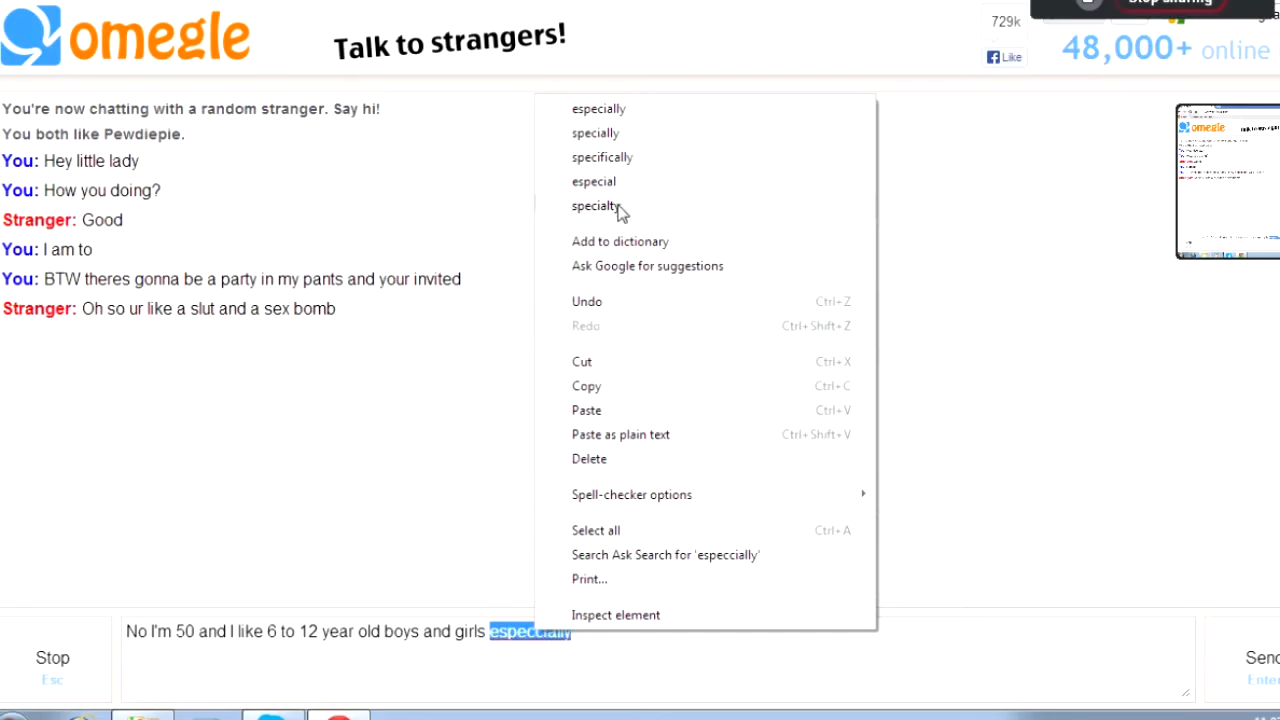 Stop sharing
omegle
Talk to strangers!
729k
Like
48,000+ online
You're now chatting with a random stranger. Say hi!
You both like Pewdiepie.
You: Hey little lady
You: How you doing?
Stranger: Good
You: I am to
You: BTW theres gonna be a party in my pants and your invited
Stranger: Oh so ur like a slut and a sex bomb
especially
specially
specifically
especial
specialty
Add to dictionary
Ask Google for suggestions
Undo Ctrl+Z
Redo Ctrl+Shift+Z
Cut Ctrl+X
Copy Ctrl+C
Paste Ctrl+V
Paste as plain text Ctrl+Shift+V
Delete
Spell-checker options
Select all Ctrl+A
Search Ask Search for 'especcially'
Print...
Inspect element
omegle
No I'm 50 and I like 6 to 12 year old boys and girls especcially
Stop
Esc
Send
Enter